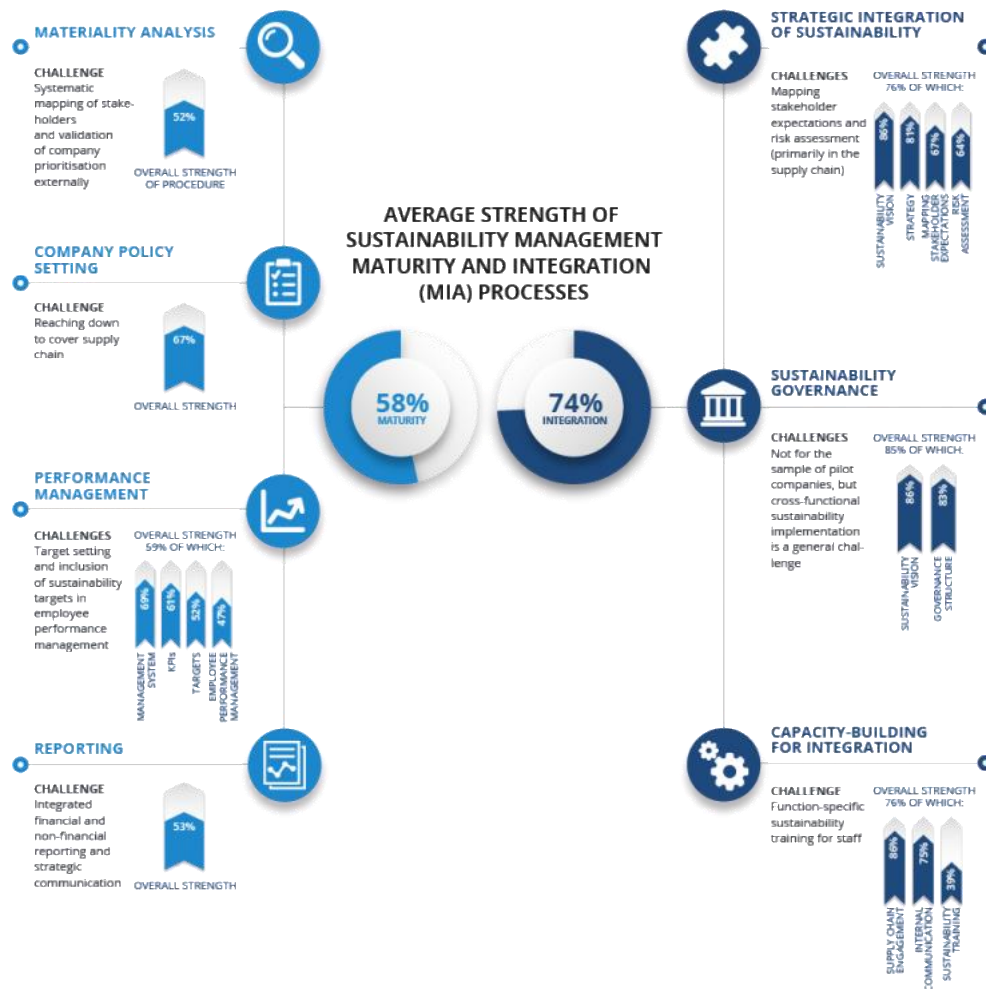 MATERIALITY ANALYSIS
CHALLENGE
Systematic
mapping of stake-
holders
and validation
of company
prioritisation
externally
52%
OVERALL STRENGTH
OF PROCEDURE
COMPANY POLICY
SETTING
CHALLENGE
Reaching down
to cover supply
chain
67%
OVERALL STRENGTH
PERFORMANCE
MANAGEMENT
CHALLENGES
Target setting
and inclusion
of sustainability
targets in
employee
performance
management
OVERALL STRENGTH
59% OF WHICH:
69%
61%
52%
47%
MANAGEMENT
SYSTEM
KPIs
TARGETS
EMPLOYEE
PERFORMANCE
MANAGEMENT
REPORTING
CHALLENGE
Integrated
financial and
non-financial
reporting and
strategic
communication
53%
OVERALL STRENGTH
AVERAGE STRENGTH OF
SUSTAINABILITY MANAGEMENT
MATURITY AND INTEGRATION
(MIA) PROCESSES
58%
MATURITY
74%
INTEGRATION
STRATEGIC INTEGRATION
OF SUSTAINABILITY
CHALLENGES
Mapping
stakeholder
expectations and
risk assessment
(primarily in the
supply chain)
OVERALL STRENGTH
76% OF WHICH:
86%
81%
67%
64%
SUSTAINABILITY
VISION
STRATEGY
MAPPING
STAKEHOLDER
EXPECTATIONS
RISK
ASSESSMENT
SUSTAINABILITY
GOVERNANCE
CHALLENGES
Not for the
sample of pilot
companies, but
cross-functional
sustainability
implementation
is a general chal-
lenge
OVERALL STRENGTH
85% OF WHICH:
86%
83%
SUSTAINABILITY
VISION
GOVERNANCE
STRUCTURE
CAPACITY-BUILDING
FOR INTEGRATION
CHALLENGE
Function-specific
sustainability
training for staff
OVERALL STRENGTH
76% OF WHICH:
86%
75%
39%
SUPPLY CHAIN
ENGAGEMENT
INTERNAL
COMMUNICATION
SUSTAINABILITY
TRAINING